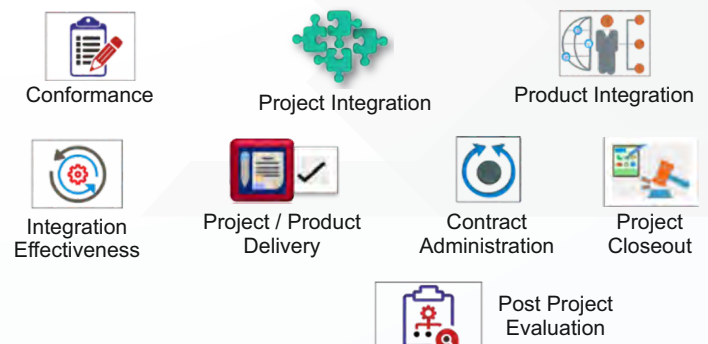 Conformance
Project Integration
Product Integration
Integration
Effectiveness
Project / Product
Delivery
Contract
Administration
Project
Closeout
Post Project
Evaluation